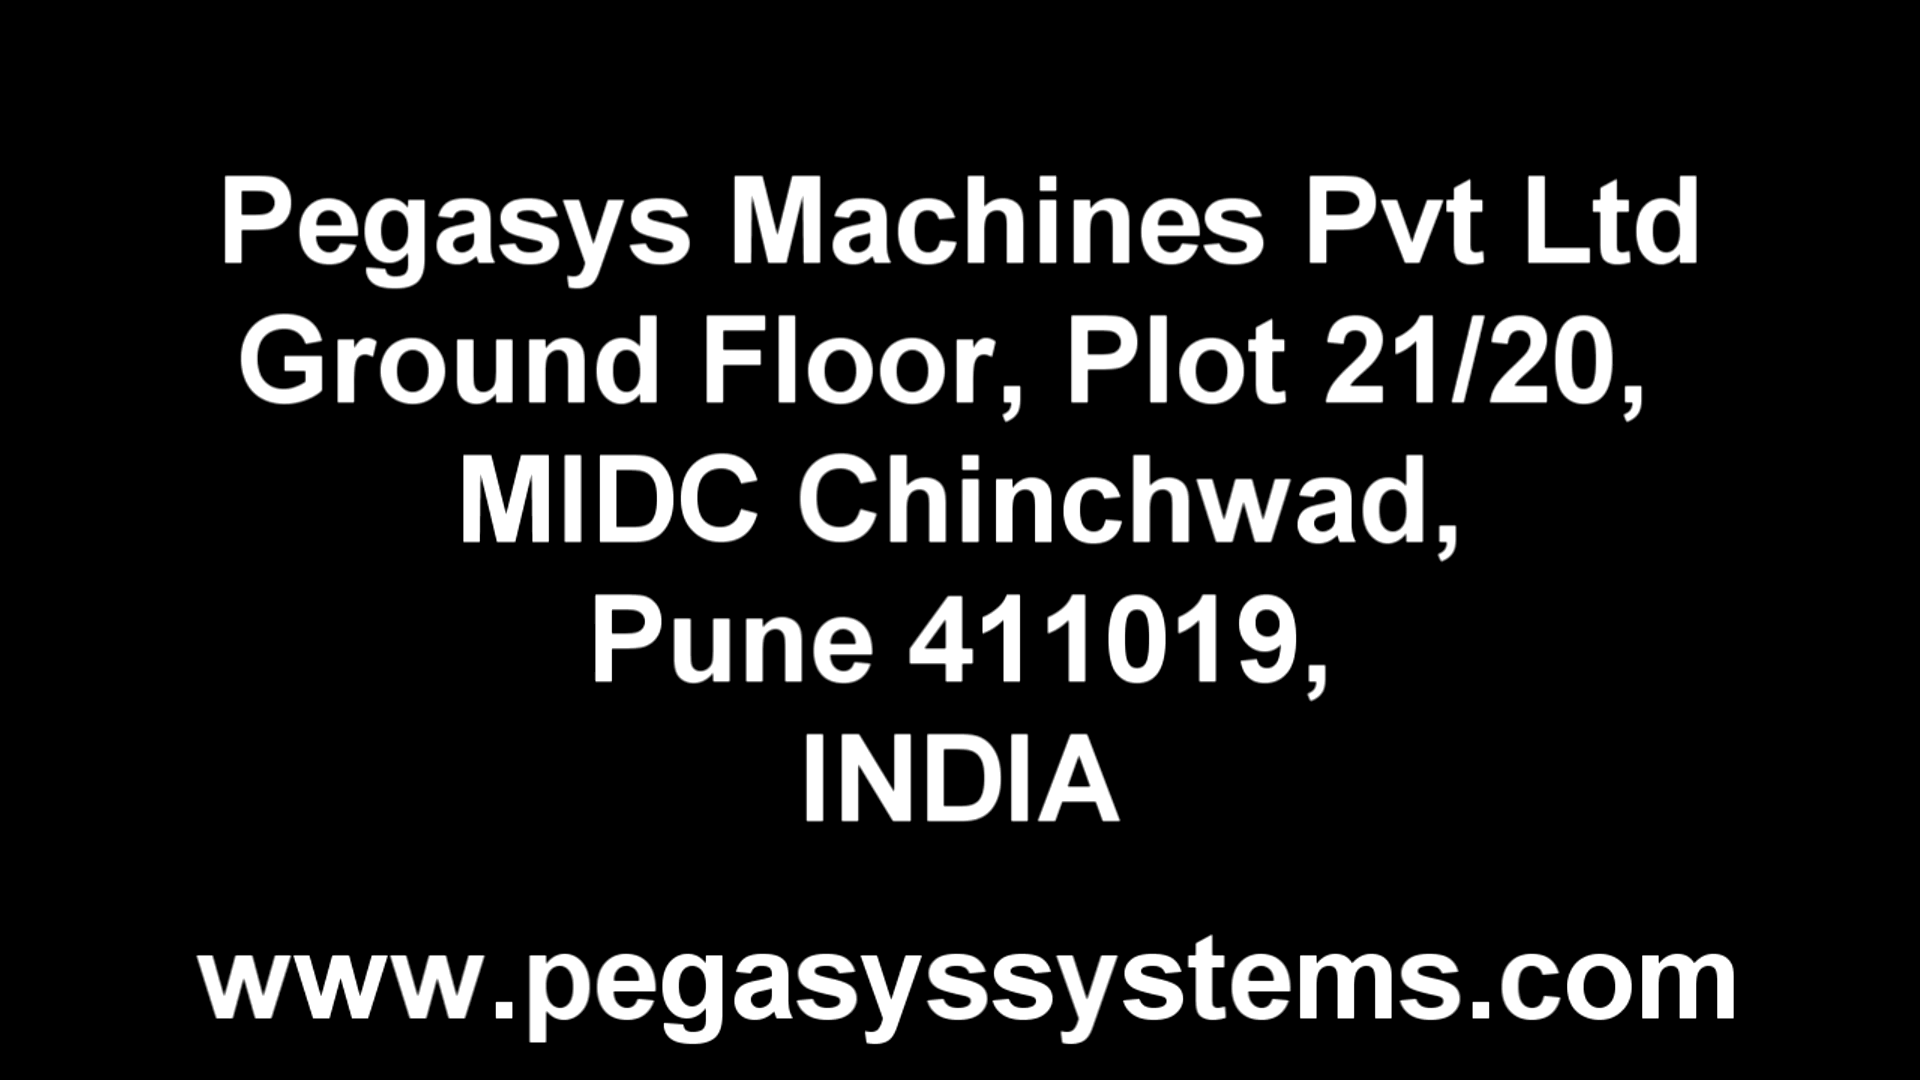 Pegasys Machines Pvt Ltd
Ground Floor, Plot 21/20,
MIDC Chinchwad,
Pune 411019,
INDIA
www.pegasyssystems.com